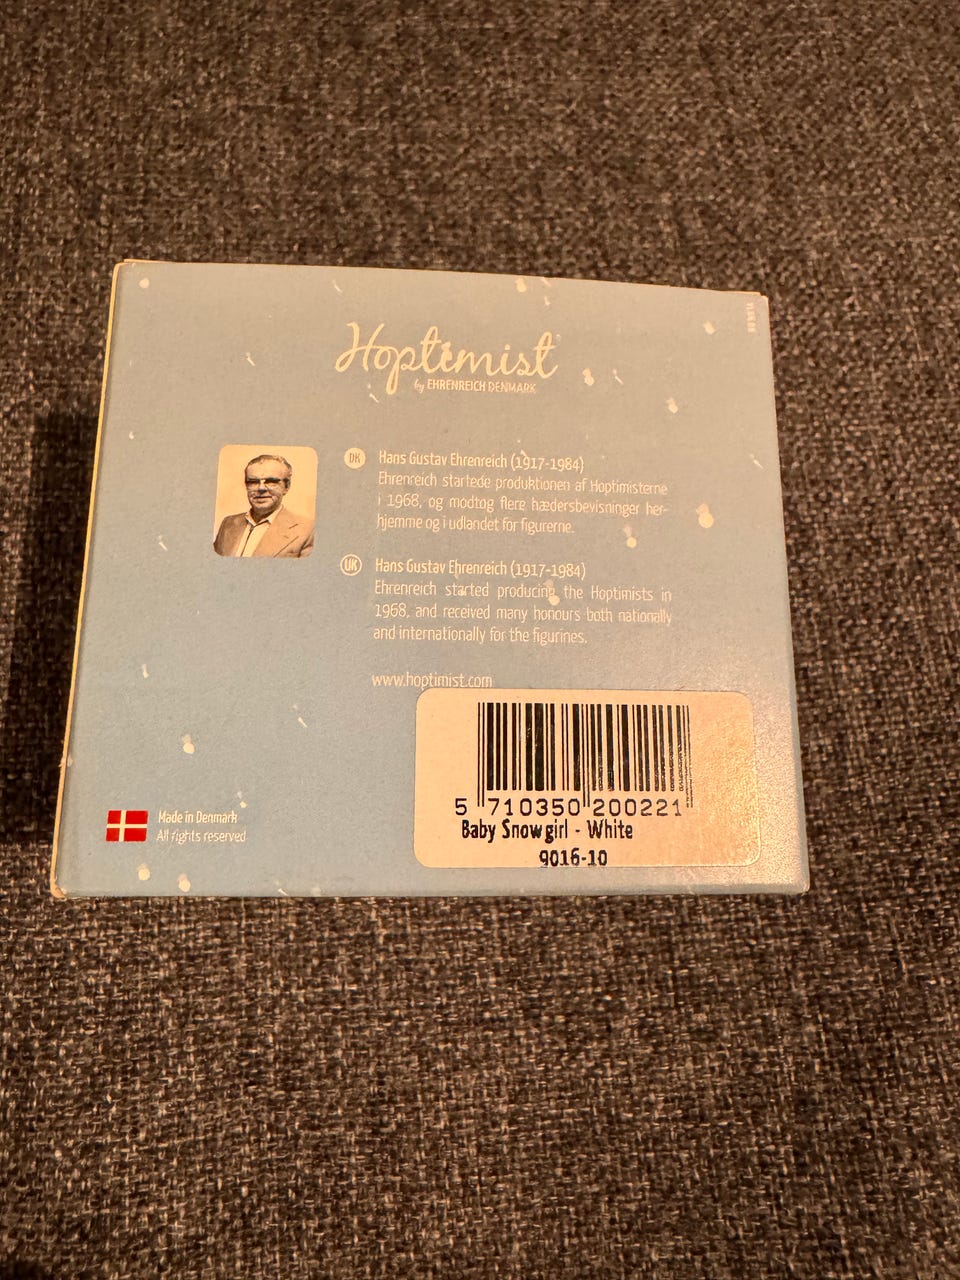 Hoptimist
by EHRENREICH DENMARK
DK
Hans Gustav Ehrenreich (1917-1984)
Ehrenreich startede produktionen af Hoptimisterne
i 1968, og modtog flere hædersbevisninger her-
hjemme og i udlandet for figurerne.
UK
Hans Gustav Ehrenreich (1917-1984)
Ehrenreich started producing the Hoptimists in
1968, and received many honours both nationally
and internationally for the figurines.
www.hoptimist.com
5 710350 200221
Baby Snowgirl - White
9016-10
Made in Denmark
All rights reserved